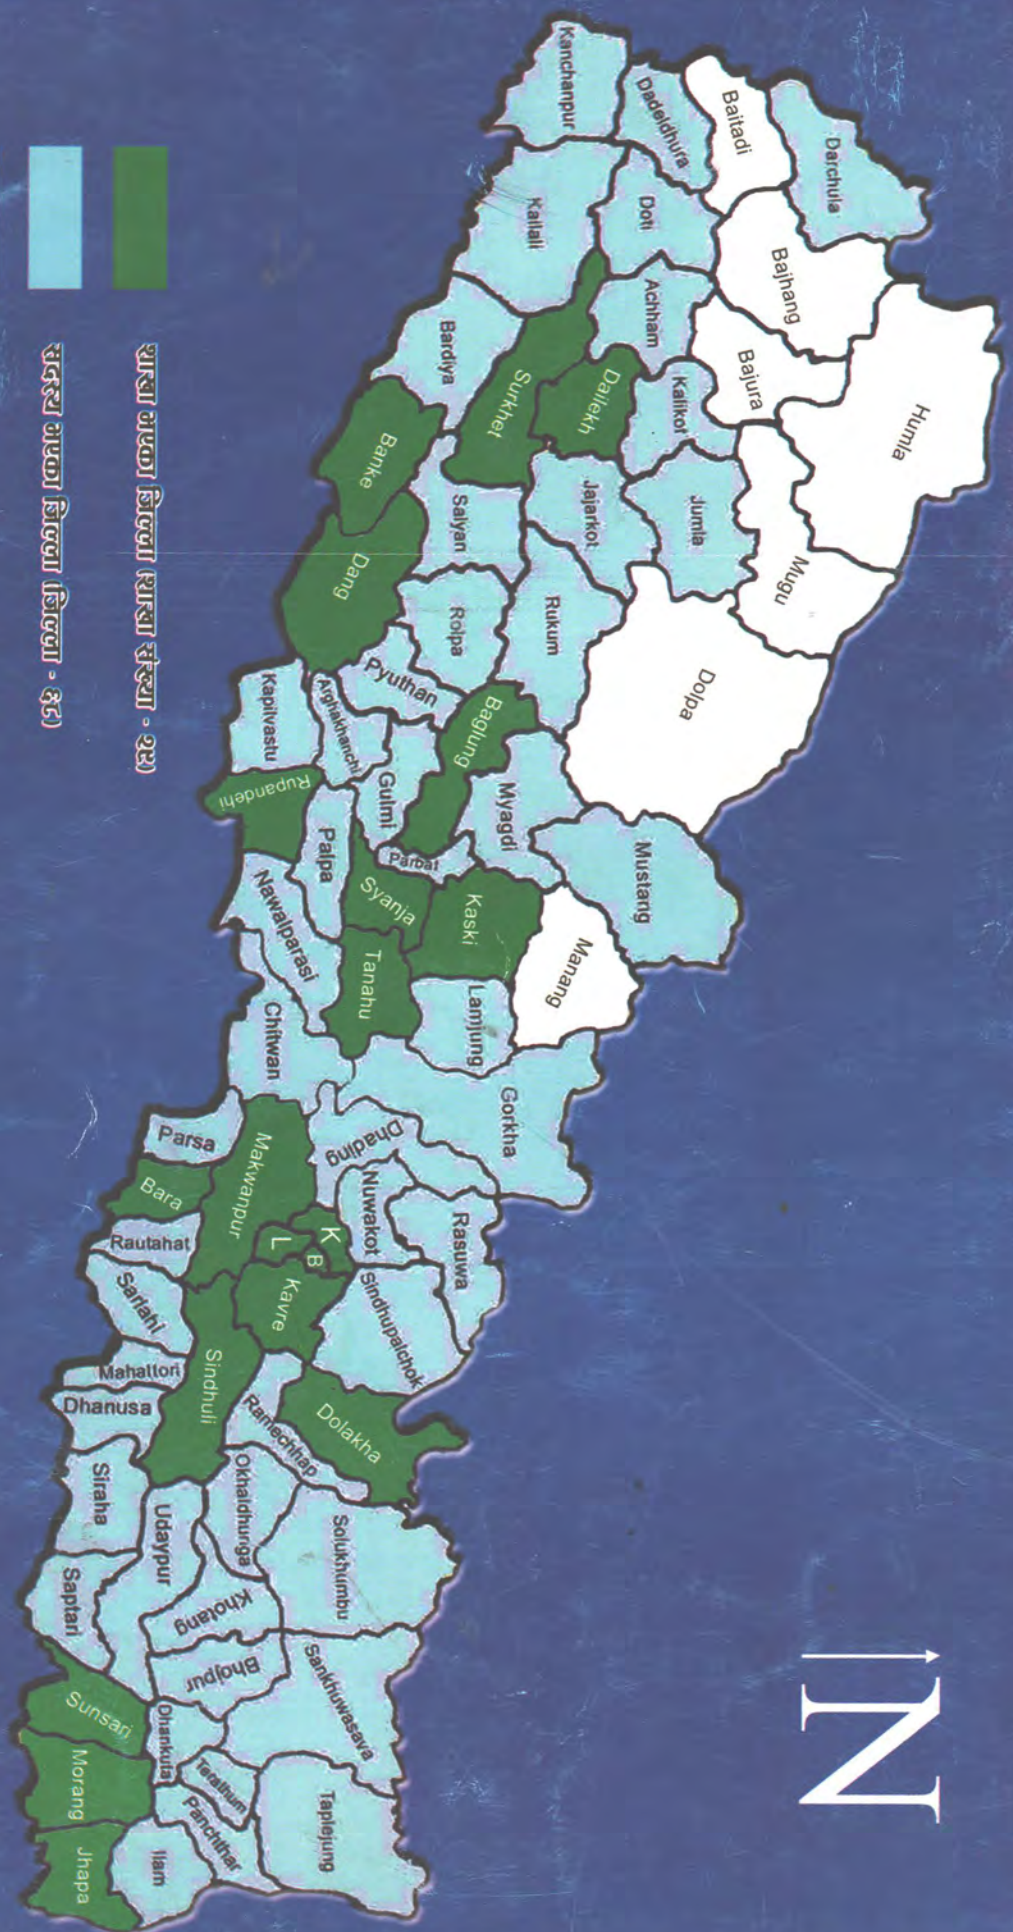 N
Darchula
Baitadi
Dadeldhura
Kanchanpur
Humla
Bajhang
Bajura
Doti
Kailali
Achham
Mugu
Kalikot
Jumla
Dailekh
Surkhet
Bardiya
Dolpa
Jajarkot
Banke
Salyan
Rukum
Dang
Rolpa
Pyuthan
Baglung
Mustang
Myagdi
Arghakhanchi
Gulmi
Kapilvastu
Rupandehi
Palpa
Parbat
Syanja
Kaski
Manang
Nawalparasi
Tanahu
Lamjung
Chitwan
Gorkha
Dhading
Parsa
Makwanpur
Nuwakot
Rasuwa
Bara
K
L
B
Rautahat
Kavre
Sindhupalchok
Sarlahi
Sindhuli
Mahattori
Dolakha
Ramechhap
Dhanusa
Okhaldhunga
Siraha
Udaypur
Solukhumbu
Khotang
Saptari
Bhojpur
Sankhuwasava
Sunsari
Dhankuta
Terathum
Taplejung
Morang
Panchthar
Ilam
Jhapa
शाखा भएका जिल्ला (शाखा संख्या - २९)
सदस्य भएका जिल्ला (जिल्ला - ६८)